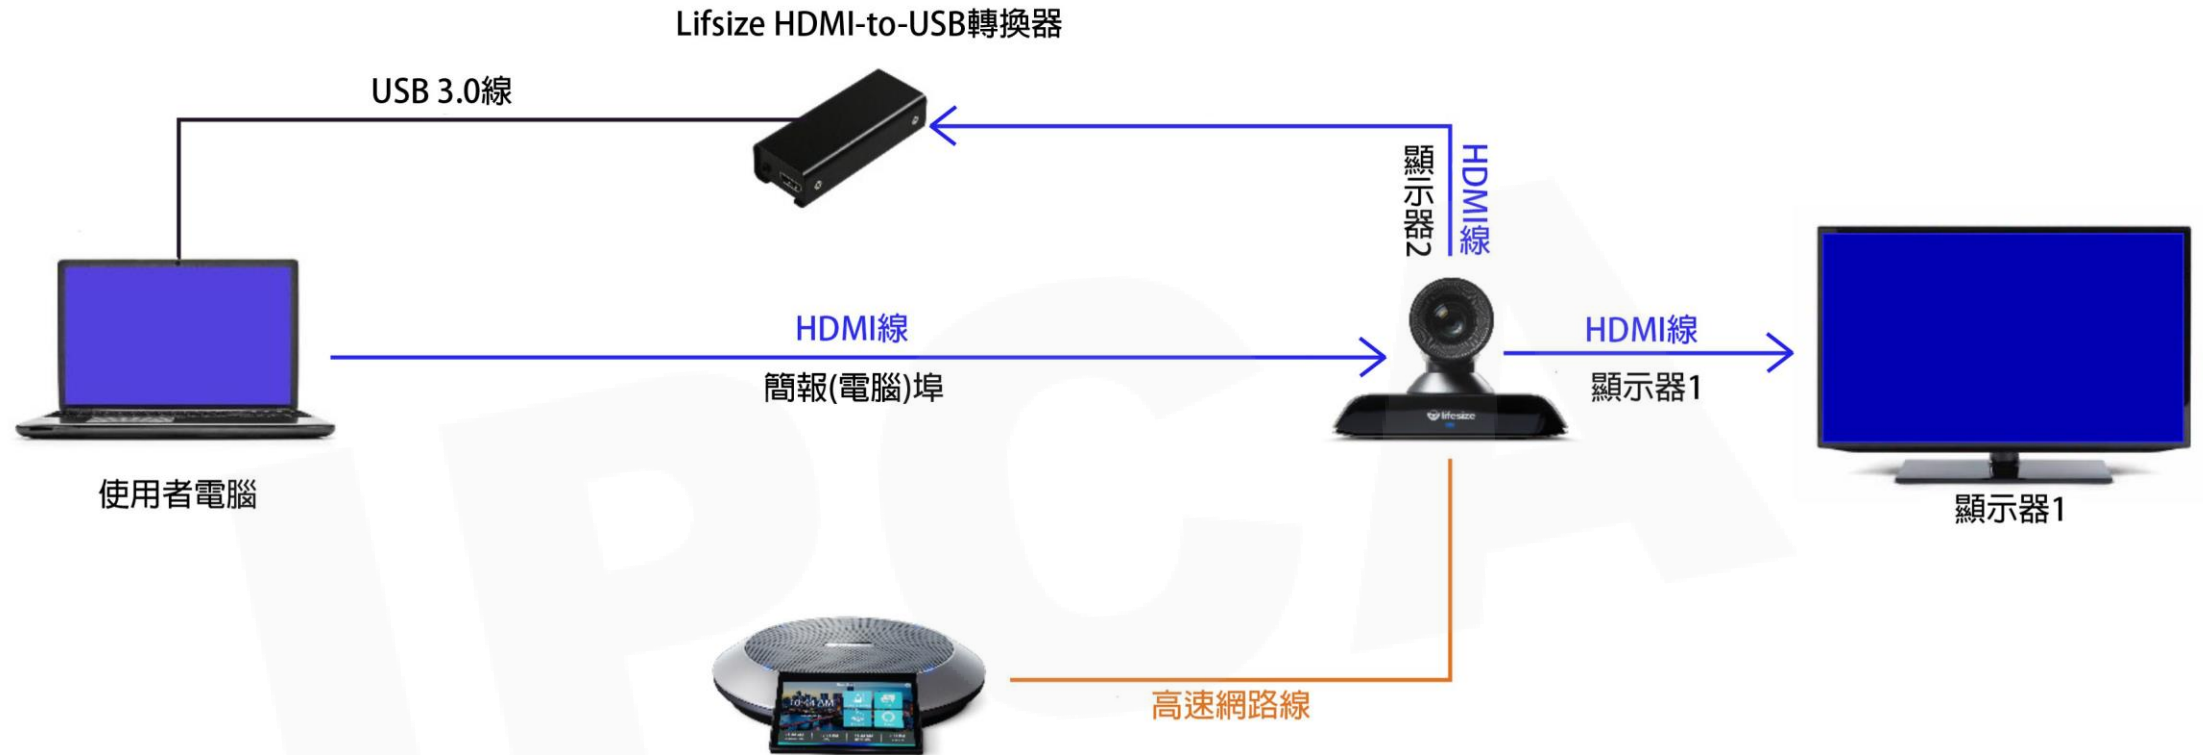 Lifsize HDMI-to-USB轉換器
USB 3.0線
顯示器2
HDMI線
HDMI線
簡報(電腦)埠
HDMI線
顯示器1
lifesize
使用者電腦
顯示器1
高速網路線
10:44 AM
IPCA